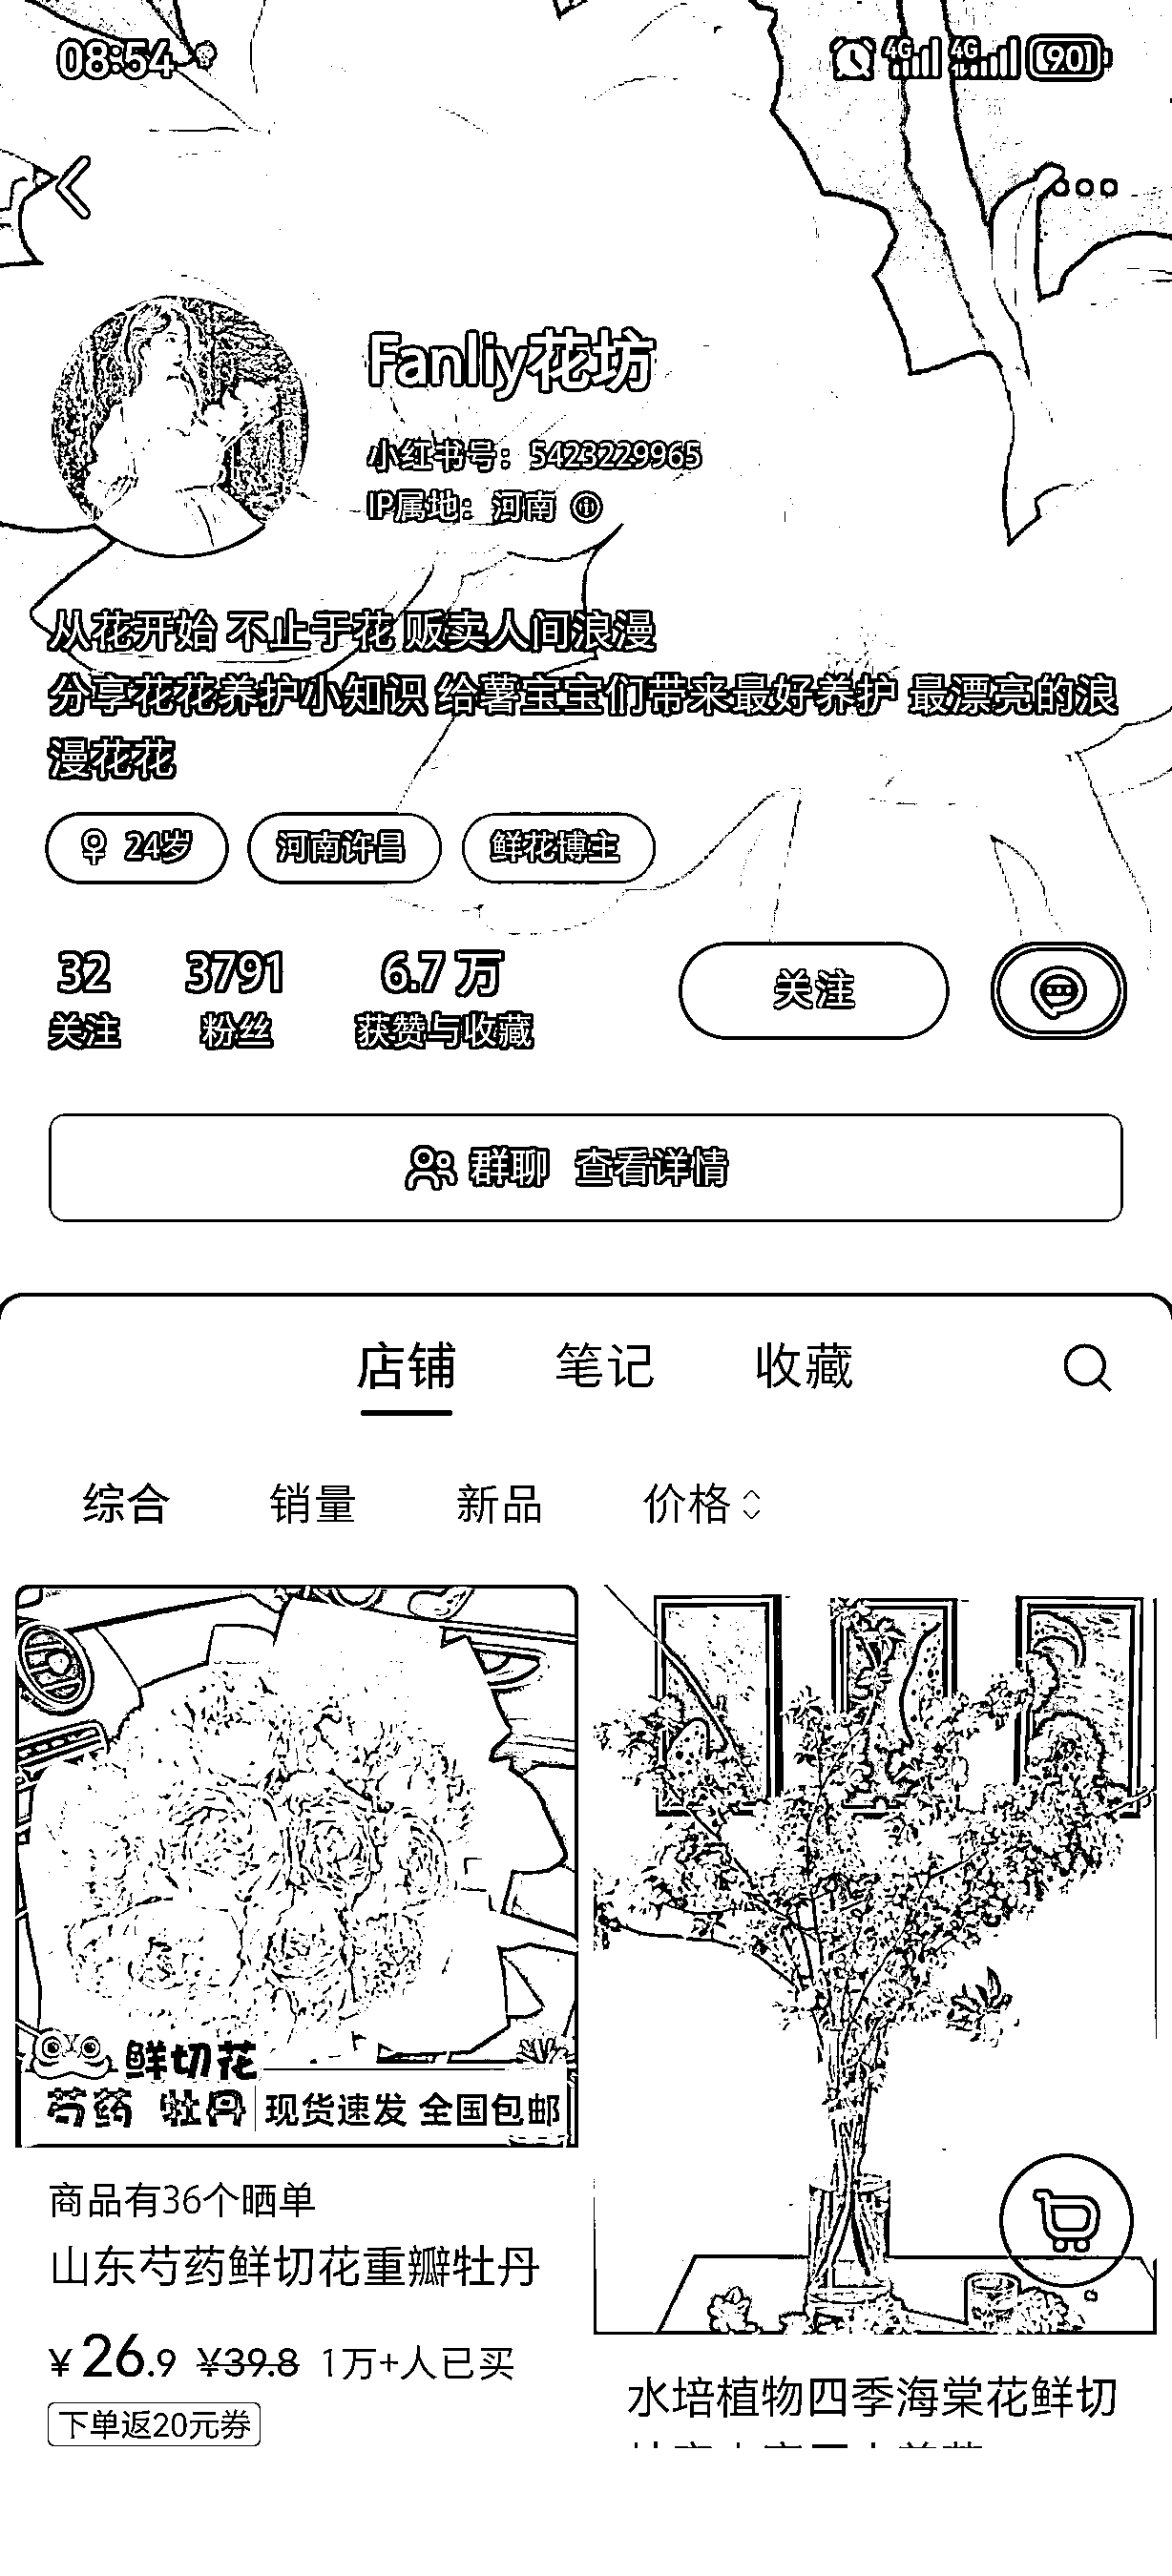 08:54
4G 4G 90
Fanliy花坊
小红书号：5423229965
IP属地：河南
从花开始 不止于花 贩卖人间浪漫
分享花花养护小知识 给薯宝宝们带来最好养护 最漂亮的浪
漫花花
24岁 河南许昌 鲜花博主
32 3791 6.7万
关注 粉丝 获赞与收藏
关注
群聊 查看详情
店铺 笔记 收藏
综合 销量 新品 价格
鲜切花
芍药 牡丹 现货速发 全国包邮
商品有36个晒单
山东芍药鲜切花重瓣牡丹
¥26.9 ¥39.8 1万+人已买
下单返20元券
水培植物四季海棠花鲜切